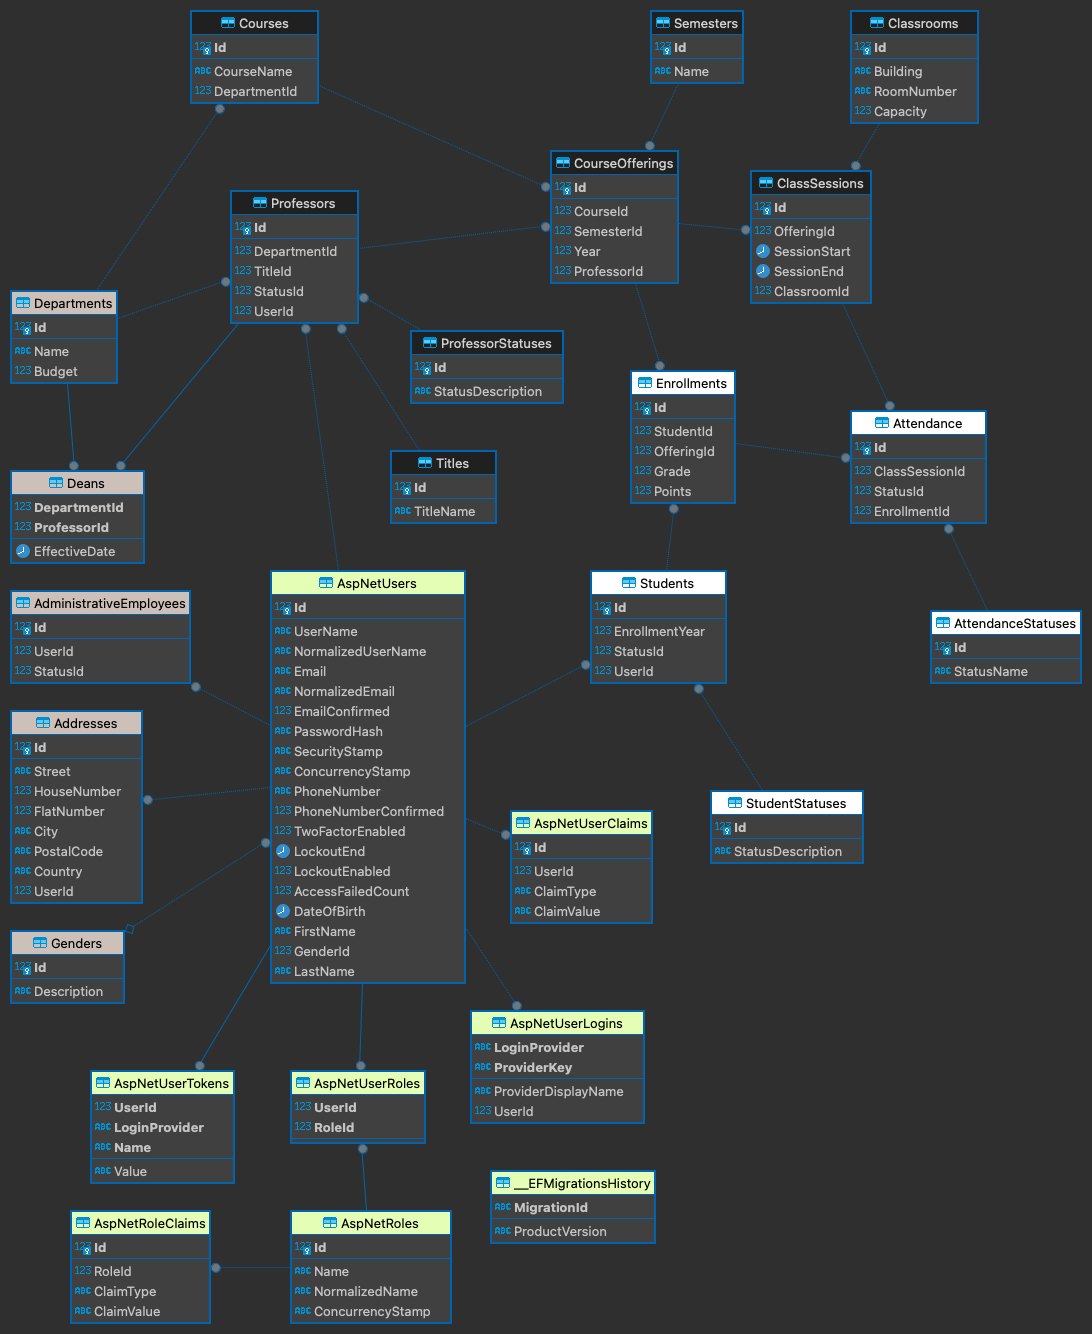 Courses
123 Id
ABC CourseName
123 DepartmentId
Semesters
123 Id
ABC Name
Classrooms
123 Id
ABC Building
ABC RoomNumber
123 Capacity
CourseOfferings
123 Id
123 CourseId
123 SemesterId
123 Year
123 ProfessorId
ClassSessions
123 Id
123 OfferingId
SessionStart
SessionEnd
123 ClassroomId
Professors
123 Id
123 DepartmentId
123 TitleId
123 StatusId
123 UserId
Departments
123 Id
ABC Name
123 Budget
ProfessorStatuses
123 Id
ABC StatusDescription
Enrollments
123 Id
123 StudentId
123 OfferingId
123 Grade
123 Points
Attendance
123 Id
123 ClassSessionId
123 StatusId
123 EnrollmentId
Titles
123 Id
ABC TitleName
Deans
123 DepartmentId
123 ProfessorId
EffectiveDate
AspNetUsers
123 Id
ABC UserName
ABC NormalizedUserName
ABC Email
ABC NormalizedEmail
123 EmailConfirmed
ABC PasswordHash
ABC SecurityStamp
ABC ConcurrencyStamp
ABC PhoneNumber
123 PhoneNumberConfirmed
123 TwoFactorEnabled
LockoutEnd
123 LockoutEnabled
123 AccessFailedCount
DateOfBirth
ABC FirstName
123 GenderId
ABC LastName
Students
123 Id
123 EnrollmentYear
123 StatusId
123 UserId
AttendanceStatuses
123 Id
ABC StatusName
AdministrativeEmployees
123 Id
123 UserId
123 StatusId
Addresses
123 Id
ABC Street
123 HouseNumber
123 FlatNumber
ABC City
ABC PostalCode
ABC Country
123 UserId
StudentStatuses
123 Id
ABC StatusDescription
AspNetUserClaims
123 Id
123 UserId
ABC ClaimType
ABC ClaimValue
Genders
123 Id
ABC Description
AspNetUserLogins
ABC LoginProvider
ABC ProviderKey
ABC ProviderDisplayName
123 UserId
AspNetUserTokens
123 UserId
ABC LoginProvider
ABC Name
ABC Value
AspNetUserRoles
123 UserId
123 RoleId
__EFMigrationsHistory
ABC MigrationId
ABC ProductVersion
AspNetRoleClaims
123 Id
123 RoleId
ABC ClaimType
ABC ClaimValue
AspNetRoles
123 Id
ABC Name
ABC NormalizedName
ABC ConcurrencyStamp